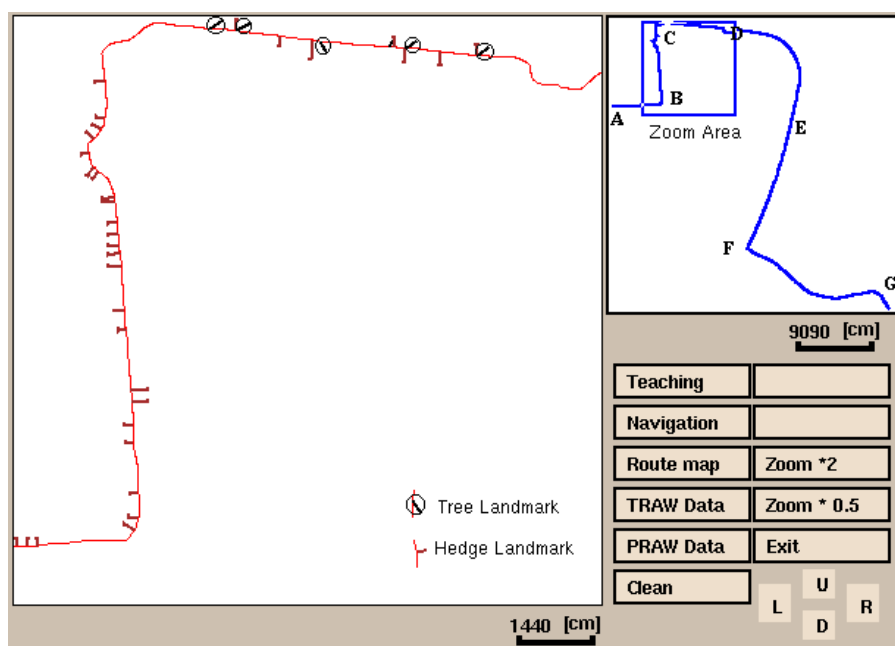 C
D
B
A
Zoom Area
E
F
G
9090 [cm]
Teaching
Navigation
Route map Zoom *2
TRAW Data Zoom * 0.5
PRAW Data Exit
Clean
U
L R
D
Tree Landmark
Hedge Landmark
1440 [cm]